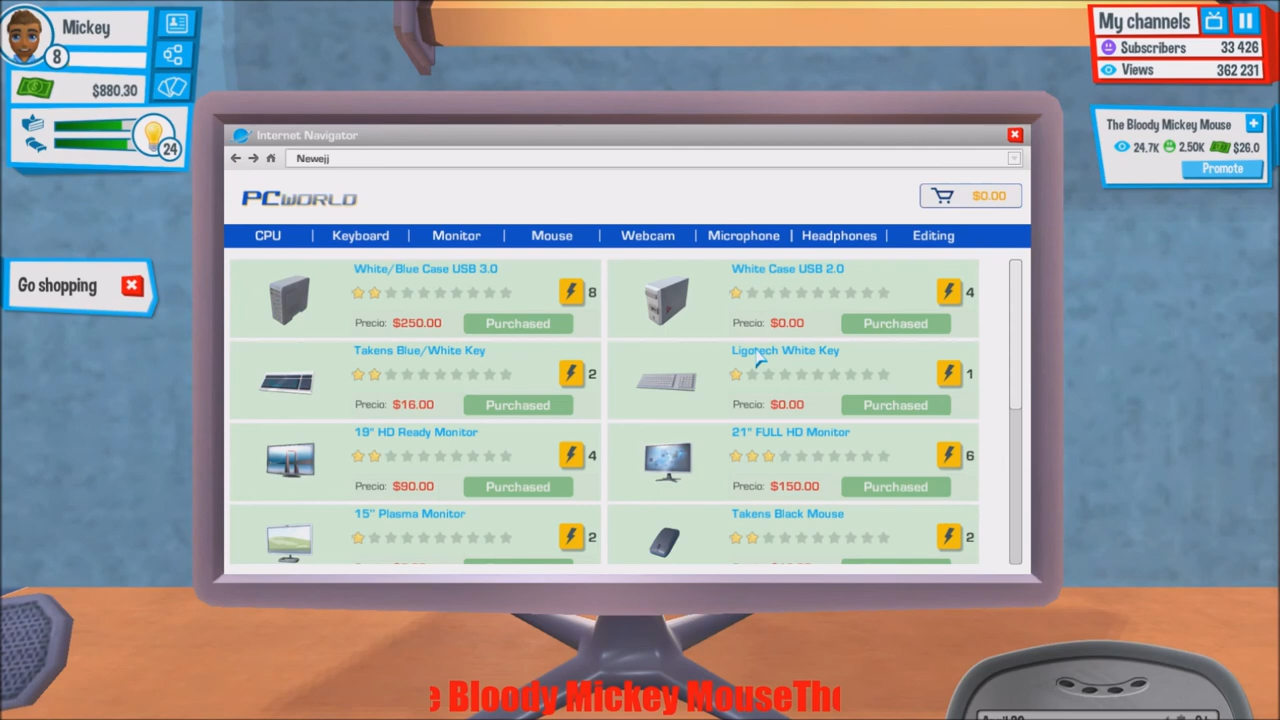 Mickey
8
$880.30
24
Go shopping
My channels
Subscribers 33 426
Views 362 231
The Bloody Mickey Mouse
24.7K 2.50K $26.0
Promote
Internet Navigator
Newejj
PCWORLD
$0.00
CPU | Keyboard | Monitor | Mouse | Webcam | Microphone | Headphones | Editing
White/Blue Case USB 3.0
8
Precio: $250.00 Purchased
White Case USB 2.0
4
Precio: $0.00 Purchased
Takens Blue/White Key
2
Precio: $16.00 Purchased
Ligotech White Key
1
Precio: $0.00 Purchased
19" HD Ready Monitor
4
Precio: $90.00 Purchased
21" FULL HD Monitor
6
Precio: $150.00 Purchased
15" Plasma Monitor
2
Takens Black Mouse
2
Bloody Mickey MouseThe